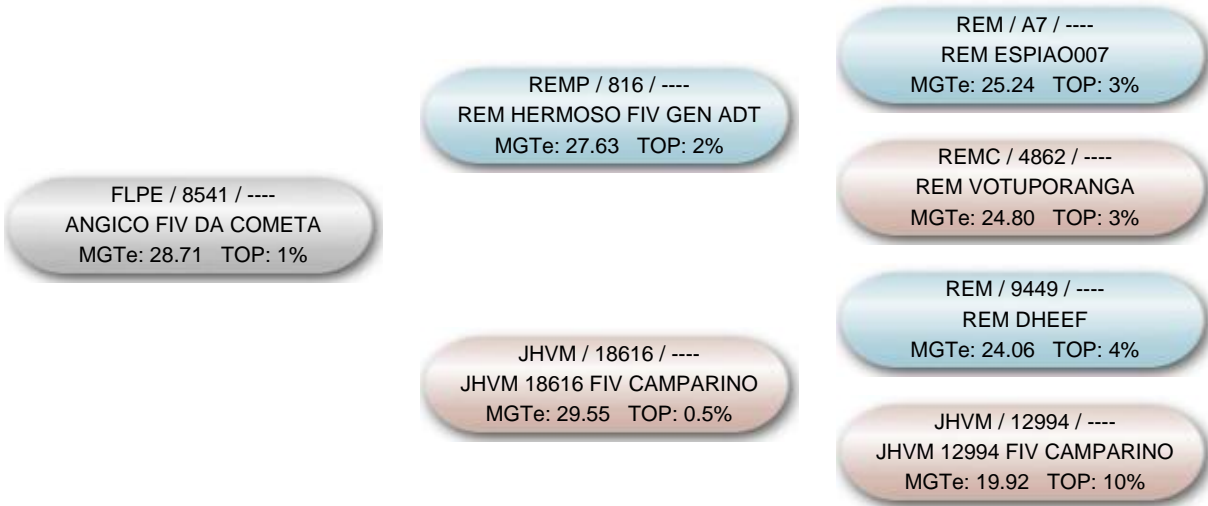 FLPE / 8541 / ----
ANGICO FIV DA COMETA
MGTe: 28.71 TOP: 1%
REMP / 816 / ----
REM HERMOSO FIV GEN ADT
MGTe: 27.63 TOP: 2%
JHVM / 18616 / ----
JHVM 18616 FIV CAMPARINO
MGTe: 29.55 TOP: 0.5%
REM / A7 / ----
REM ESPIAO007
MGTe: 25.24 TOP: 3%
REMC / 4862 / ----
REM VOTUPORANGA
MGTe: 24.80 TOP: 3%
REM / 9449 / ----
REM DHEEF
MGTe: 24.06 TOP: 4%
JHVM / 12994 / ----
JHVM 12994 FIV CAMPARINO
MGTe: 19.92 TOP: 10%